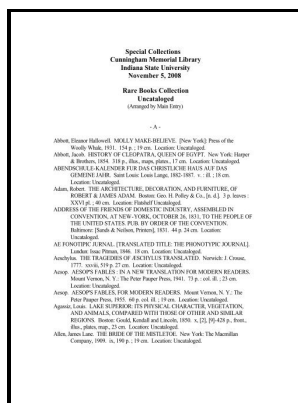 Special Collections
Cunningham Memorial Library
Indiana State University
November 5, 2008
Rare Books Collection
Uncataloged
(Arranged by Main Entry)
- A -
Abbott, Eleanor Hallowell. MOLLY MAKE-BELIEVE. [New York]: Press of the
Woolly Whale, 1931. 154 p. ; 19 cm. Location: Uncataloged.
Abbott, Jacob. HISTORY OF CLEOPATRA, QUEEN OF EGYPT. New York: Harper
& Brothers, 1854. 318 p., illus., maps, plates., 17 cm. Location: Uncataloged.
ABENDSCHULE-KALENDER FUR DAS CHRISTLICHE HAUS AUF DAS
GEMEINE JAHR. Saint Louis: Louis Lange, 1882-1887. v. : ill. ; 18 cm.
Location: Uncataloged.
Adam, Robert. THE ARCHITECTURE, DECORATION, AND FURNITURE, OF
ROBERT & JAMES ADAM. Boston: Geo. H. Polley & Co., [n. d.]. 3 p. leaves :
XXVI pl. ; 40 cm. Location: Flatshelf Uncataloged
ADDRESS OF THE FRIENDS OF DOMESTIC INDUSTRY, ASSEMBLED IN
CONVENTION, AT NEW-YORK, OCTOBER 26, 1831, TO THE PEOPLE OF
THE UNITED STATES. PUB. BY ORDER OF THE CONVENTION.
Baltimore: [Sands & Neilson, Printers], 1831. 44 p. 24 cm. Location:
Uncataloged.
AE FONOTIPIC JURNAL. [TRANSLATED TITLE: THE PHONOTYPIC JOURNAL].
London: Isaac Pitman, 1846. 18 cm. Location: Uncataloged.
Aeschylus. THE TRAGEDIES OF ÆSCHYLUS TRANSLATED. Norwich: J. Crouse,
1777. xxviii, 519 p. 27 cm. Location: Uncataloged.
Aesop. AESOP'S FABLES : IN A NEW TRANSLATION FOR MODERN READERS.
Mount Vernon, N. Y.: The Peter Pauper Press, 1941. 73 p. : col. ill. ; 23 cm.
Location: Uncataloged.
Aesop. AESOP'S FABLES, FOR MODERN READERS. Mount Vernon, N. Y. ; The
Peter Pauper Press, 1955. 60 p. col. ill. ; 19 cm. Location: Uncataloged.
Agassiz, Louis. LAKE SUPERIOR: ITS PHYSICAL CHARACTER, VEGETATION,
AND ANIMALS, COMPARED WITH THOSE OF OTHER AND SIMILAR
REGIONS. Boston: Gould, Kendall and Lincoln, 1850. x, [2], [9]-428 p., front.,
illus., plates, map., 23 cm. Location: Uncataloged.
Allen, James Lane. THE BRIDE OF THE MISTLETOE. New York: The Macmillan
Company, 1909. ix, 190 p. ; 19 cm. Location: Uncataloged.